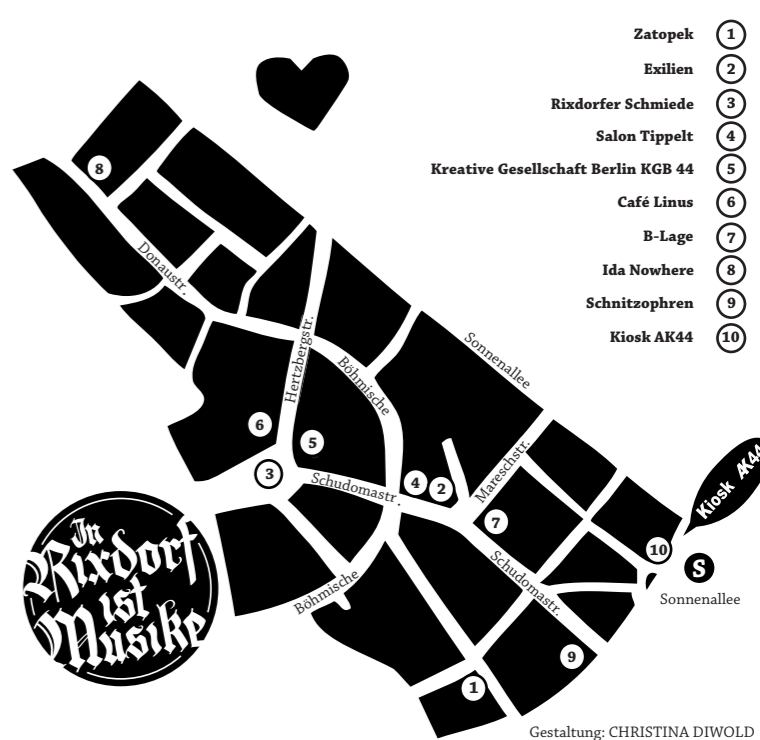 Zatopek 1
Exilien 2
Rixdorfer Schmiede 3
Salon Tippelt 4
Kreative Gesellschaft Berlin KGB 44 5
Café Linus 6
B-Lage 7
Ida Nowhere 8
Schnitzophren 9
Kiosk AK44 10
8
Donaustr.
Hertzbergstr.
Böhmische
Sonnenallee
6
5
3
Schudomastr.
4
2
Mareschstr.
7
Kiosk AK44
10
S
Sonnenallee
Böhmische
Schudomastr.
9
1
In
Rixdorf
ist
Musike
Gestaltung: CHRISTINA DIWOLD